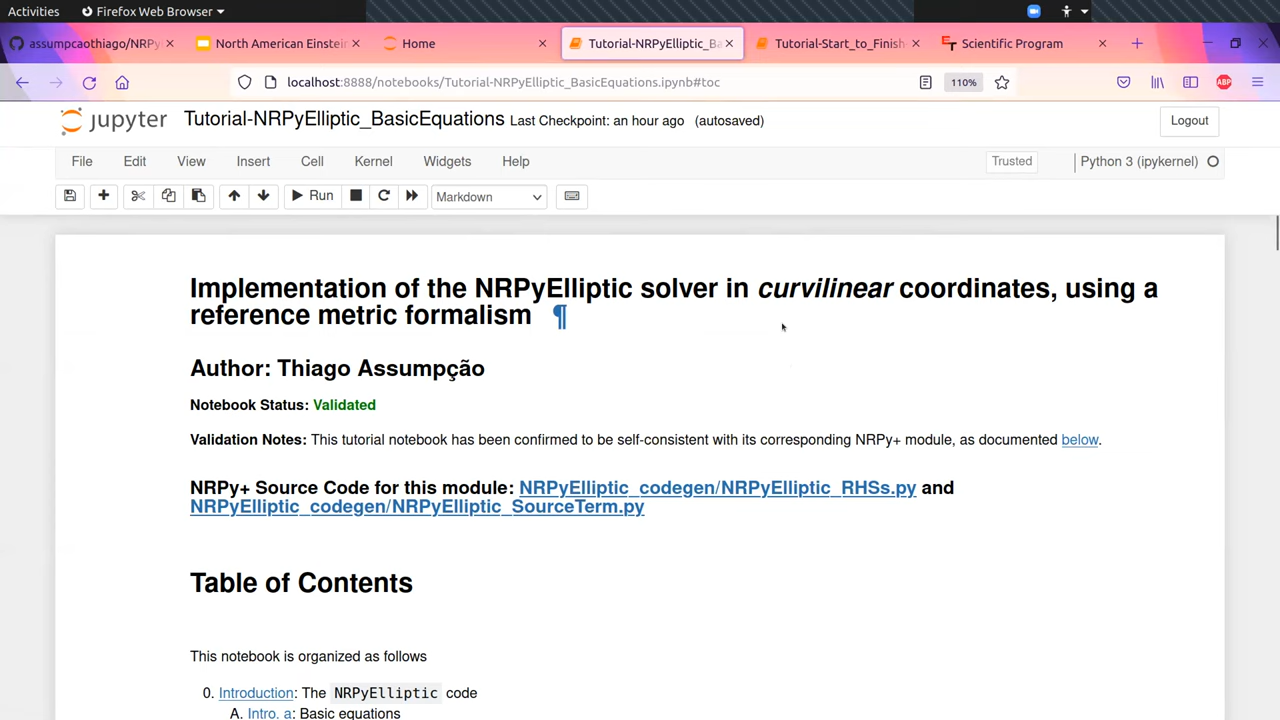 Activities
Firefox Web Browser
assumpcaothiago/NRPy
North American Einstein
Home
Tutorial-NRPyElliptic_Ba
Tutorial-Start_to_Finish
Scientific Program
localhost:8888/notebooks/Tutorial-NRPyElliptic_BasicEquations.ipynb#toc
110%
ABP
jupyter
Tutorial-NRPyElliptic_BasicEquations Last Checkpoint: an hour ago (autosaved)
Logout
File Edit View Insert Cell Kernel Widgets Help
Trusted
Python 3 (ipykernel)
Run
Markdown
Implementation of the NRPyElliptic solver in curvilinear coordinates, using a
reference metric formalism ¶
Author: Thiago Assumpção
Notebook Status: Validated
Validation Notes: This tutorial notebook has been confirmed to be self-consistent with its corresponding NRPy+ module, as documented below.
NRPy+ Source Code for this module: NRPyElliptic_codegen/NRPyElliptic_RHSs.py and
NRPyElliptic_codegen/NRPyElliptic_SourceTerm.py
Table of Contents
This notebook is organized as follows
0. Introduction: The NRPyElliptic code
A. Intro. a: Basic equations